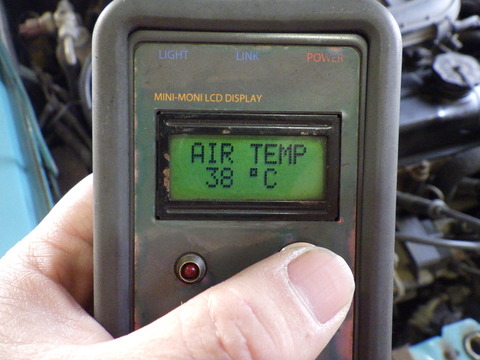 LIGHT LINK POWER
MINI-MONI LCD DISPLAY
AIR TEMP
38 °C